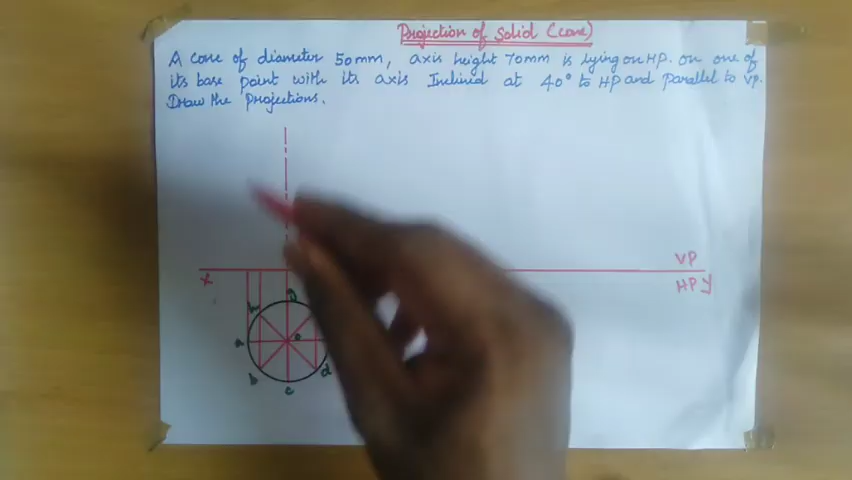 Projection of Solid (cone)
A Cone of diameter 50mm, axis height 70mm is lying on HP. on one of
its base point with its axis Inclined at 40° to HP and parallel to VP.
Draw the projections.
VP
X
HP Y
g
h
a
o
b
d
c